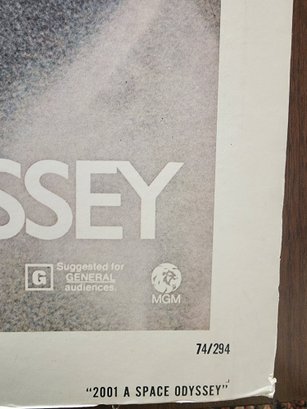 SSEY
G
Suggested for
GENERAL
audiences.
MGM
74/294
"2001 A SPACE ODYSSEY"